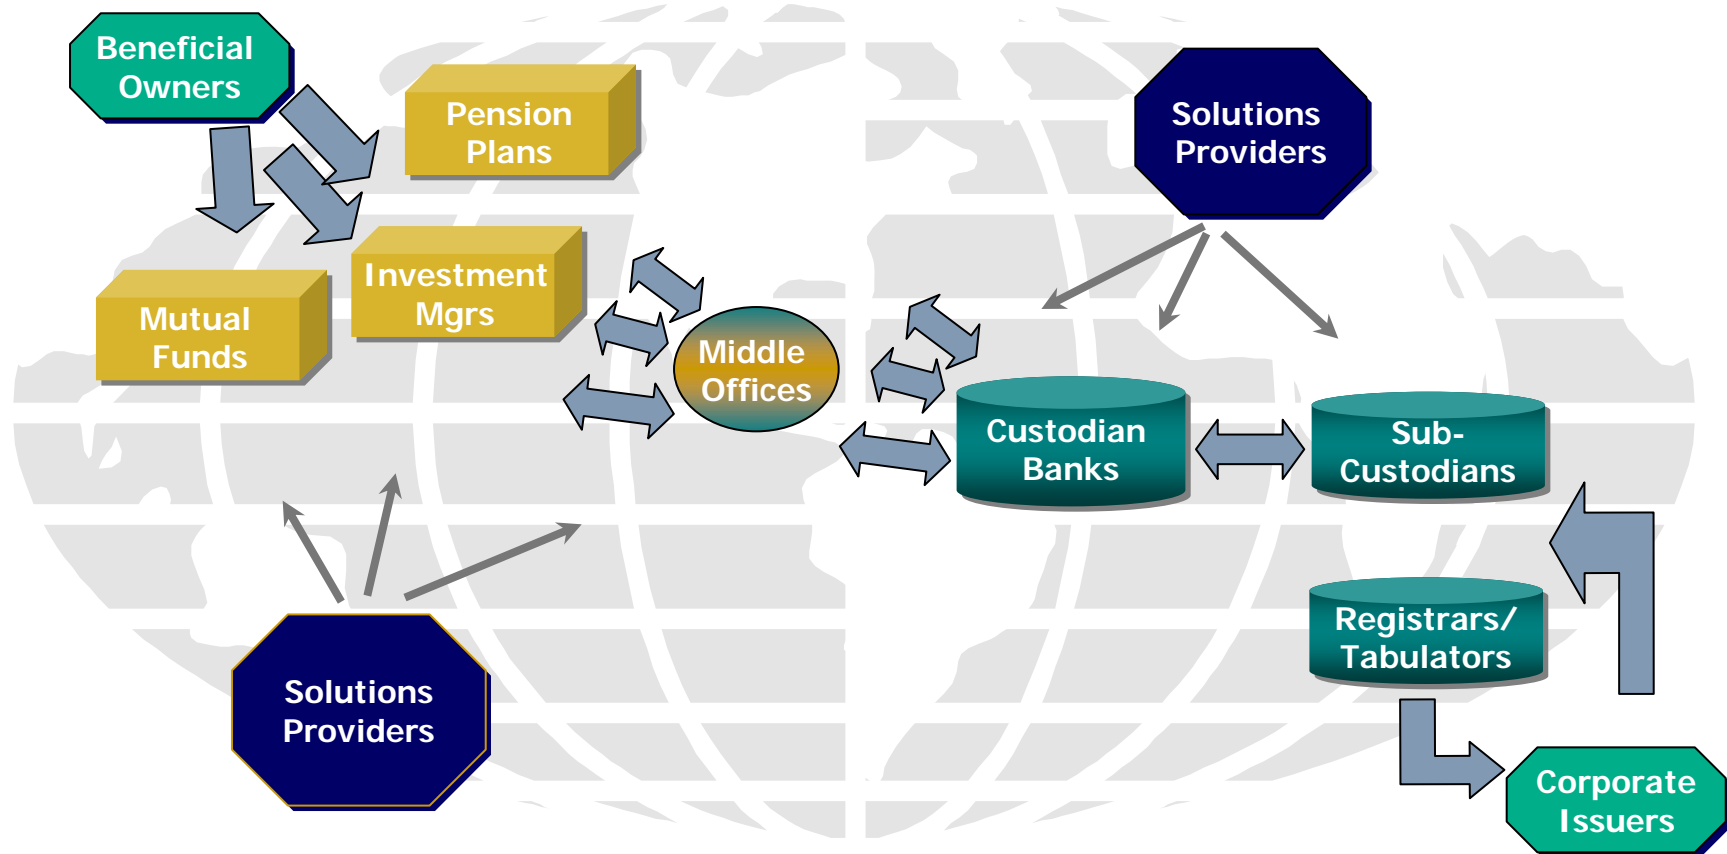 Beneficial
Owners
Pension
Plans
Solutions
Providers
Investment
Mgrs
Mutual
Funds
Middle
Offices
Custodian
Banks
Sub-
Custodians
Registrars/
Tabulators
Solutions
Providers
Corporate
Issuers